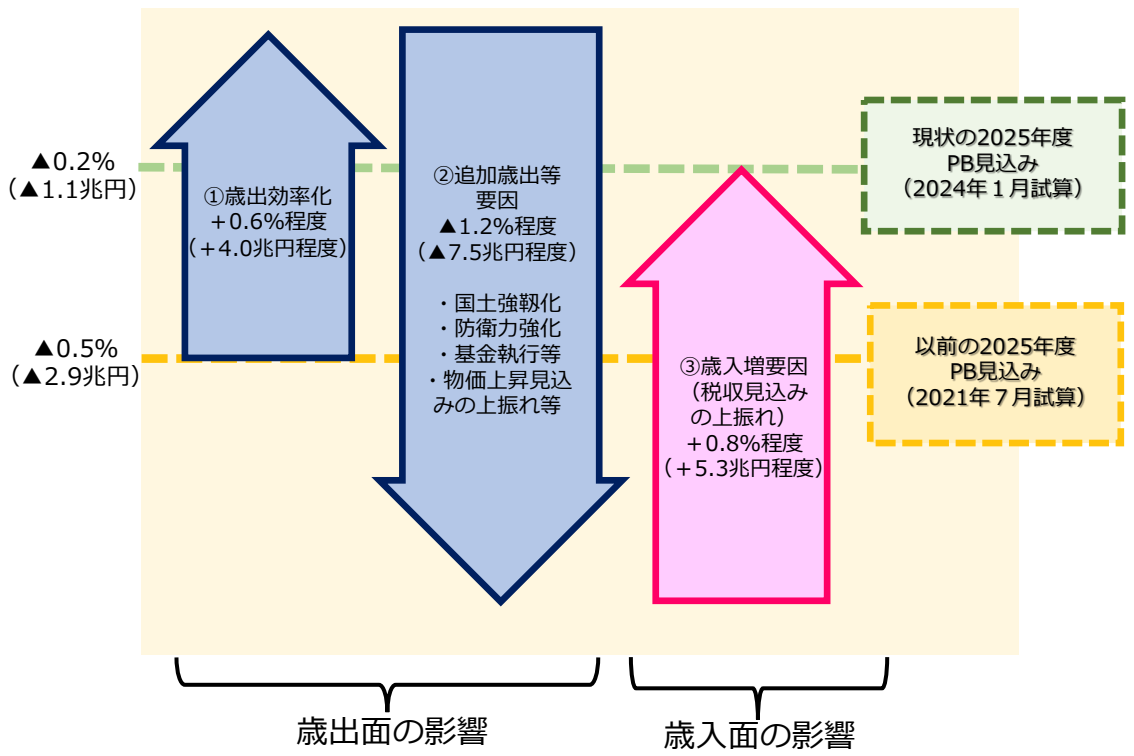 ▲0.2%
(▲1.1兆円)
▲0.5%
(▲2.9兆円)
①歳出効率化
+0.6%程度
(+4.0兆円程度)
②追加歳出等
要因
▲1.2%程度
(▲7.5兆円程度)
・国土強靱化
・防衛力強化
・基金執行等
・物価上昇見込
みの上振れ等
③歳入増要因
(税収見込み
の上振れ)
+0.8%程度
(+5.3兆円程度)
現状の2025年度
PB見込み
(2024年1月試算)
以前の2025年度
PB見込み
(2021年7月試算)
歳出面の影響
歳入面の影響